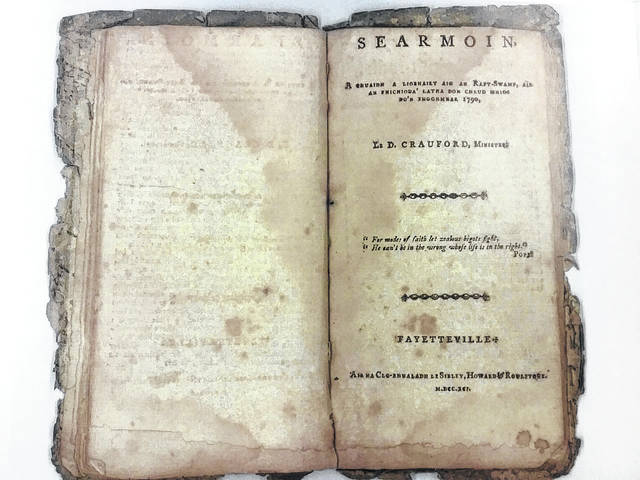 SEARMOIN,
A CHUAIDH A LIOBHAIRT AIG AN RAFT-SWAMP, AIR
AN FHICHIODA' LATHA DON CHEUD MHIOS
DO'N FHOGHMHAR 1790,
LE D. CRAUFORD, MINISTER
" For modes of faith let zealous bigots fight,
" He can't be in the wrong whose life is in the right."
POPE
FAYETTEVILLE
AIR NA CLO-BHUALADH LE SIBLEY, HOWARD & ROULSTONE.
M.DCC.XCI.